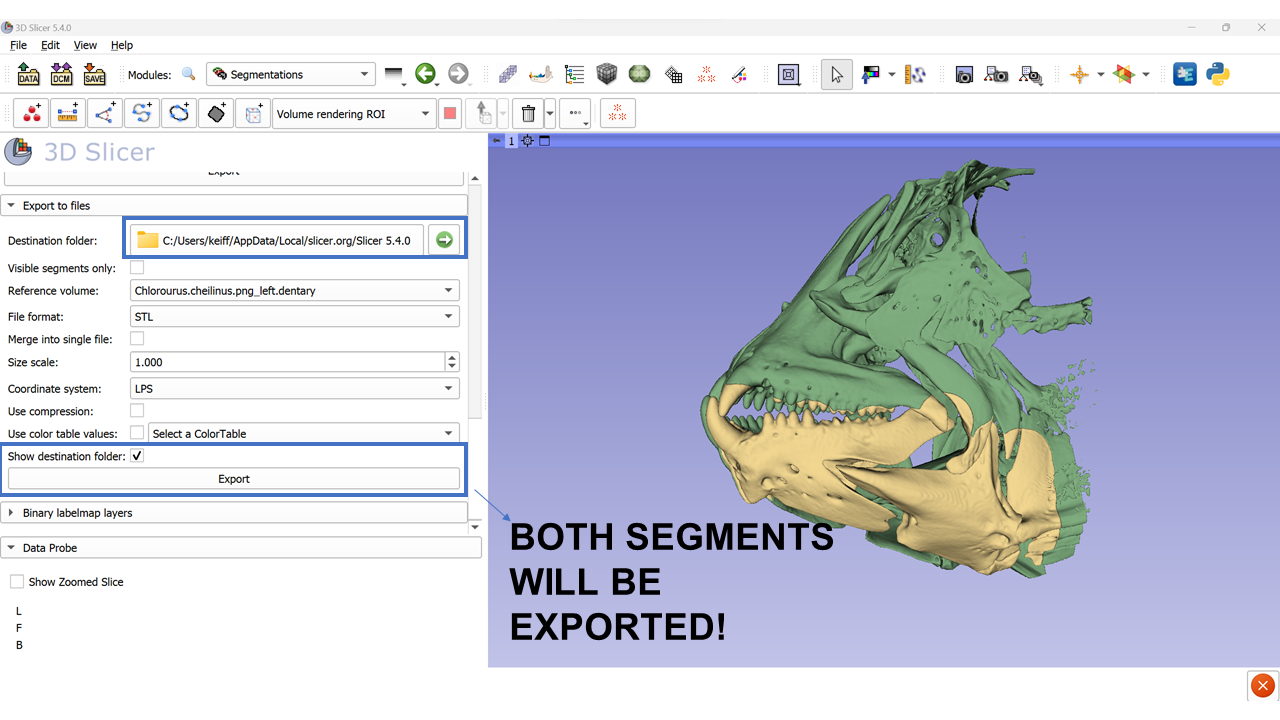 3D Slicer 5.4.0
File Edit View Help
DATA DCM SAVE Modules: Segmentations
Volume rendering ROI
3D Slicer
1
Export
Export to files
Destination folder: C:/Users/keiff/AppData/Local/slicer.org/Slicer 5.4.0
Visible segments only:
Reference volume: Chlorourus.cheilinus.png_left.dentary
File format: STL
Merge into single file:
Size scale: 1.000
Coordinate system: LPS
Use compression:
Use color table values: Select a ColorTable
Show destination folder:
Export
Binary labelmap layers
Data Probe
Show Zoomed Slice
L
F
B
BOTH SEGMENTS
WILL BE
EXPORTED!